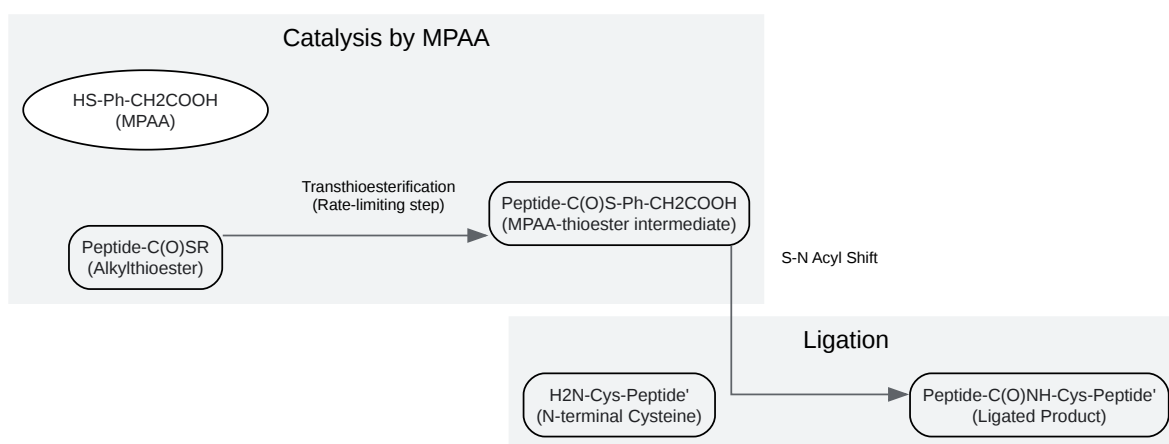 Catalysis by MPAA
HS-Ph-CH2COOH
(MPAA)
Transthioesterification
(Rate-limiting step)
Peptide-C(O)S-Ph-CH2COOH
(MPAA-thioester intermediate)
Peptide-C(O)SR
(Alkylthioester)
S-N Acyl Shift
Ligation
H2N-Cys-Peptide'
(N-terminal Cysteine)
Peptide-C(O)NH-Cys-Peptide'
(Ligated Product)